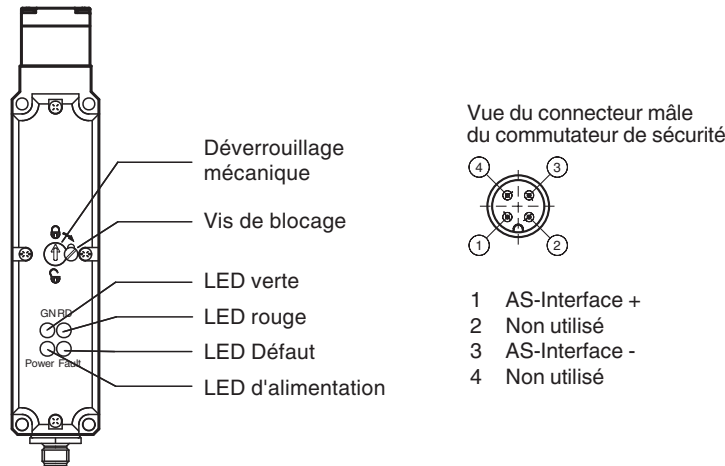 Déverrouillage
mécanique
Vis de blocage
LED verte
LED rouge
LED Défaut
LED d'alimentation
GN RD
Power Fault
Vue du connecteur mâle
du commutateur de sécurité
4 3
1 2
1 AS-Interface +
2 Non utilisé
3 AS-Interface -
4 Non utilisé